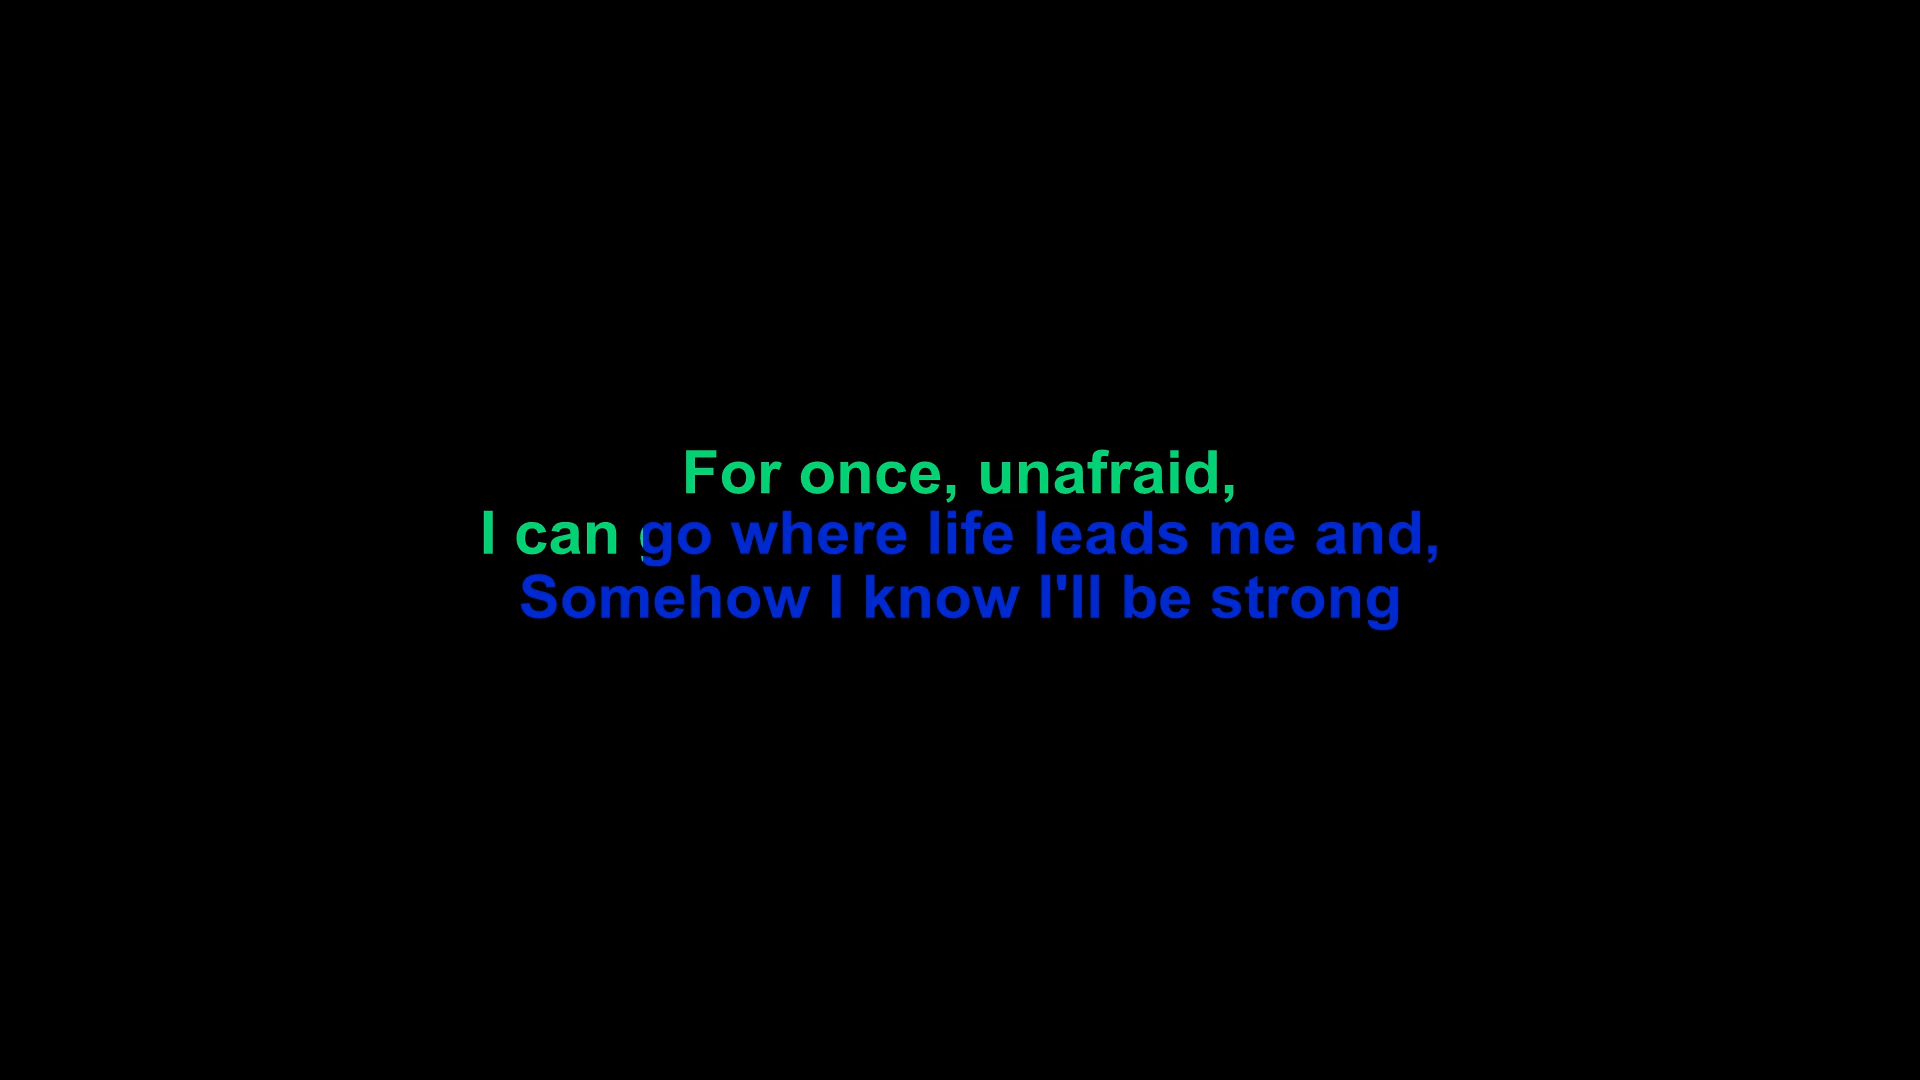 For once, unafraid,
I can go where life leads me and,
Somehow I know I'll be strong